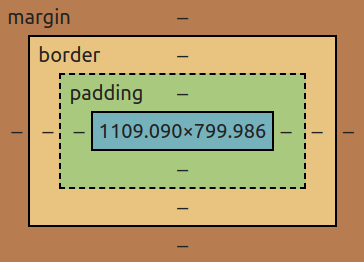 margin –
border –
padding –
– – – 1109.090×799.986 – – –
–
–
–